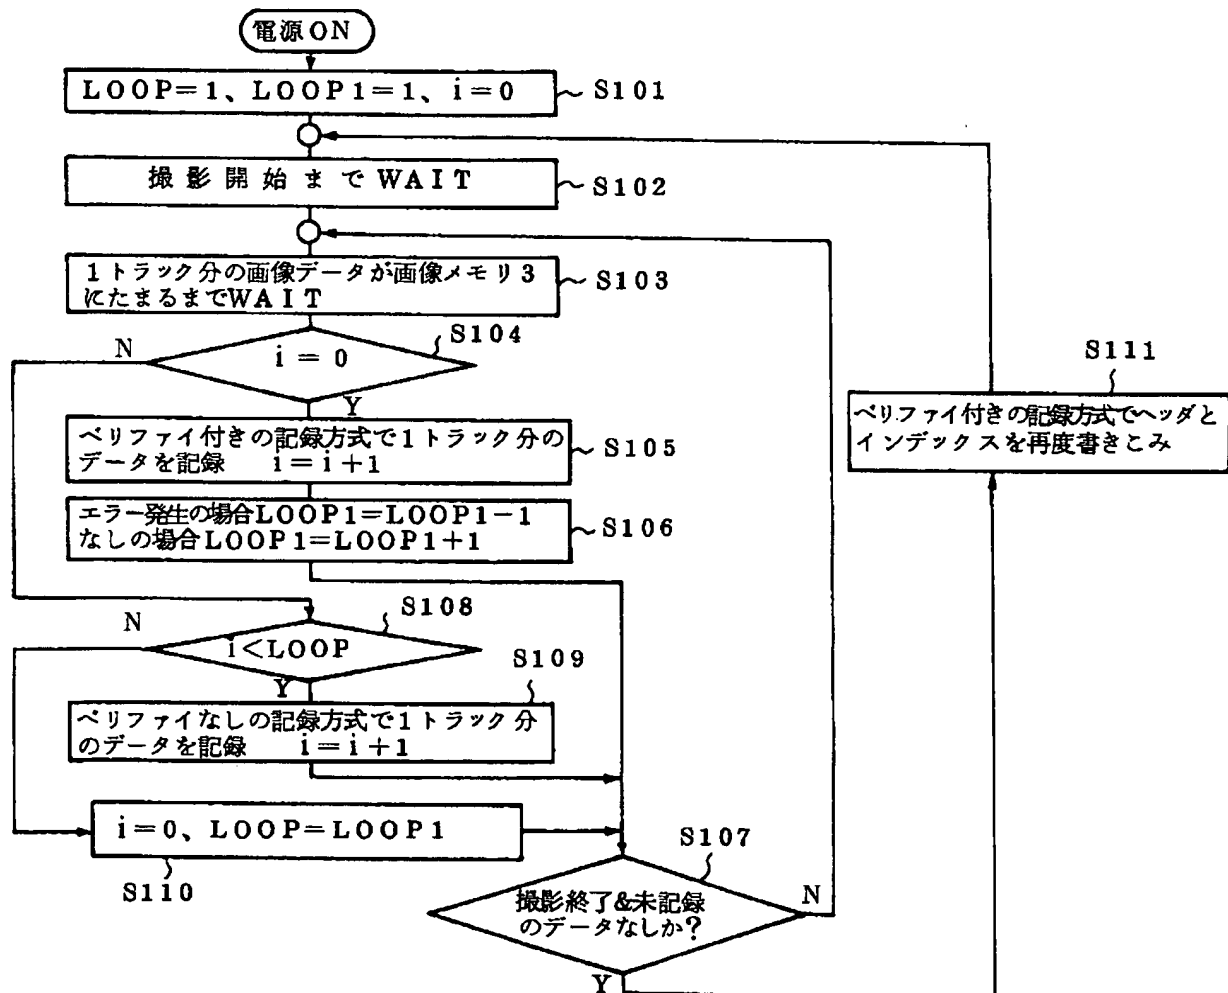 電源ON
LOOP=1、LOOP1=1、i=0
S101
撮影開始までWAIT
S102
1トラック分の画像データが画像メモリ3
にたまるまでWAIT
S103
S104
N
i=0
Y
S111
ベリファイ付きの記録方式でヘッダと
インデックスを再度書きこみ
ベリファイ付きの記録方式で1トラック分の
データを記録 i=i+1
S105
エラー発生の場合LOOP1=LOOP1-1
なしの場合LOOP1=LOOP1+1
S106
S108
N
i<LOOP
Y
S109
ベリファイなしの記録方式で1トラック分
のデータを記録 i=i+1
i=0、LOOP=LOOP1
S110
S107
撮影終了&未記録
のデータなしか?
N
Y